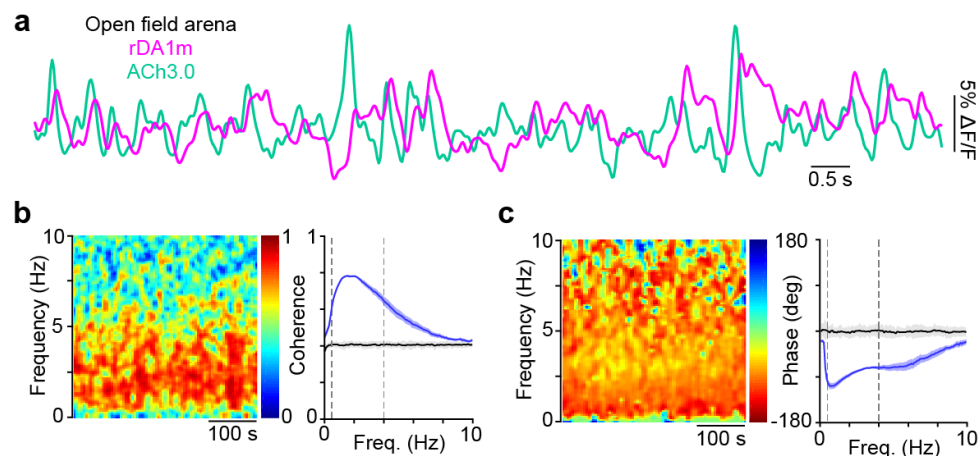 a
Open field arena
rDA1m
ACh3.0
5% ΔF/F
0.5 s
b
Frequency (Hz)
10
5
0
100 s
1
0
Coherence
1
0
0
10
Freq. (Hz)
c
Frequency (Hz)
10
5
0
100 s
180
-180
Phase (deg)
0
10
Freq. (Hz)